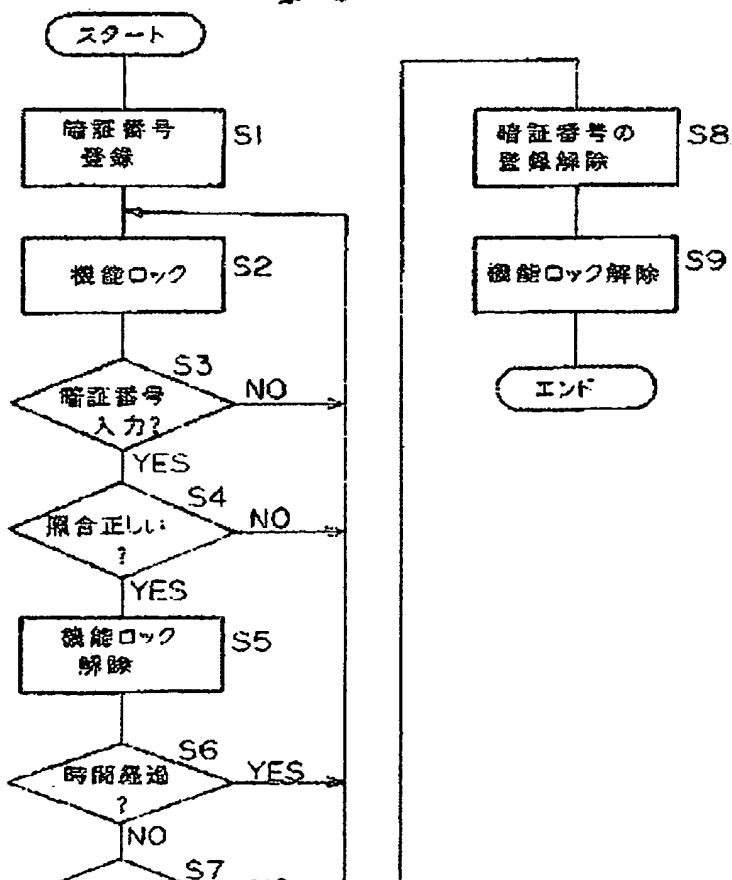 スタート
暗証番号
登録
S1
機能ロック
S2
S3
暗証番号
入力?
NO
YES
S4
照合正しい
?
NO
YES
機能ロック
解除
S5
S6
時間経過
?
YES
NO
S7
暗証番号の
登録解除
S8
機能ロック解除
S9
エンド